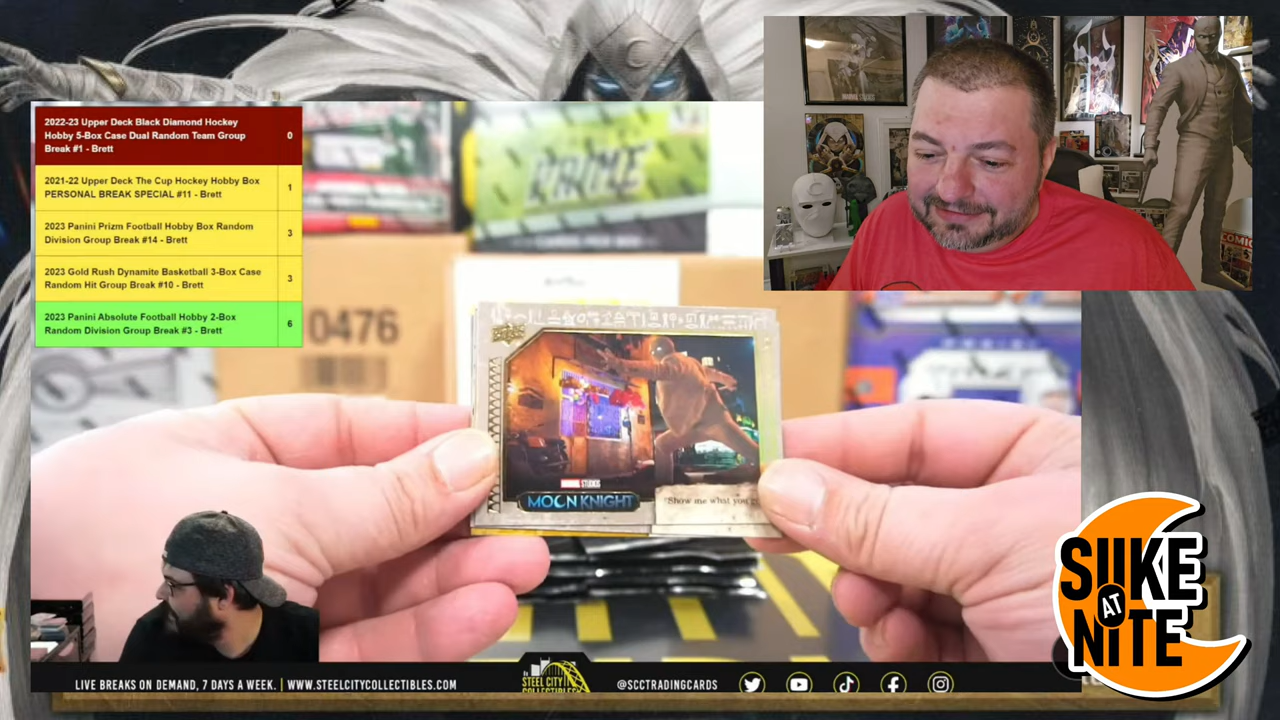 2022-23 Upper Deck Black Diamond Hockey
Hobby 5-Box Case Dual Random Team Group
Break #1 - Brett
0
2021-22 Upper Deck The Cup Hockey Hobby Box
PERSONAL BREAK SPECIAL #11 - Brett
1
2023 Panini Prizm Football Hobby Box Random
Division Group Break #14 - Brett
3
2023 Gold Rush Dynamite Basketball 3-Box Case
Random Hit Group Break #10 - Brett
3
2023 Panini Absolute Football Hobby 2-Box
Random Division Group Break #3 - Brett
6
PRIME
0476
MARVEL STUDIOS
MOON KNIGHT
"Show me what you
COMIC
SUKE
AT
NITE
LIVE BREAKS ON DEMAND, 7 DAYS A WEEK. | WWW.STEELCITYCOLLECTIBLES.COM
STEEL CITY
COLLECTIBLES
@SCCTRADINGCARDS